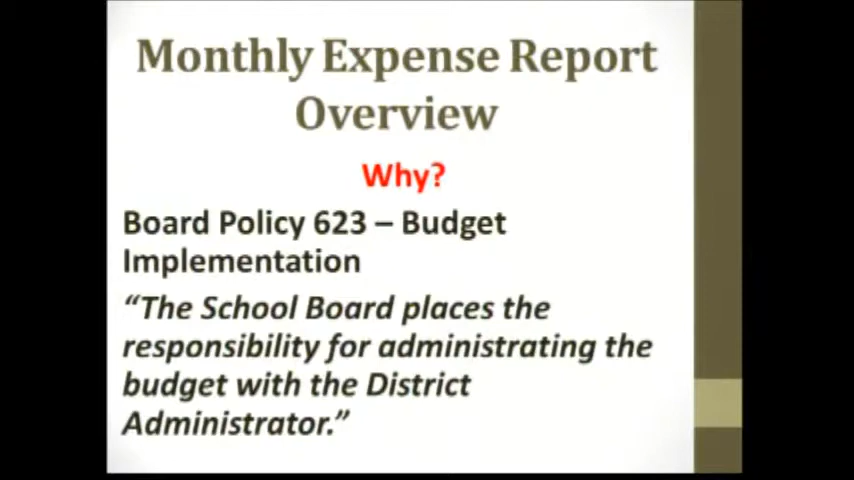 Monthly Expense Report
Overview
Why?
Board Policy 623 – Budget
Implementation
“The School Board places the
responsibility for administrating the
budget with the District
Administrator.”